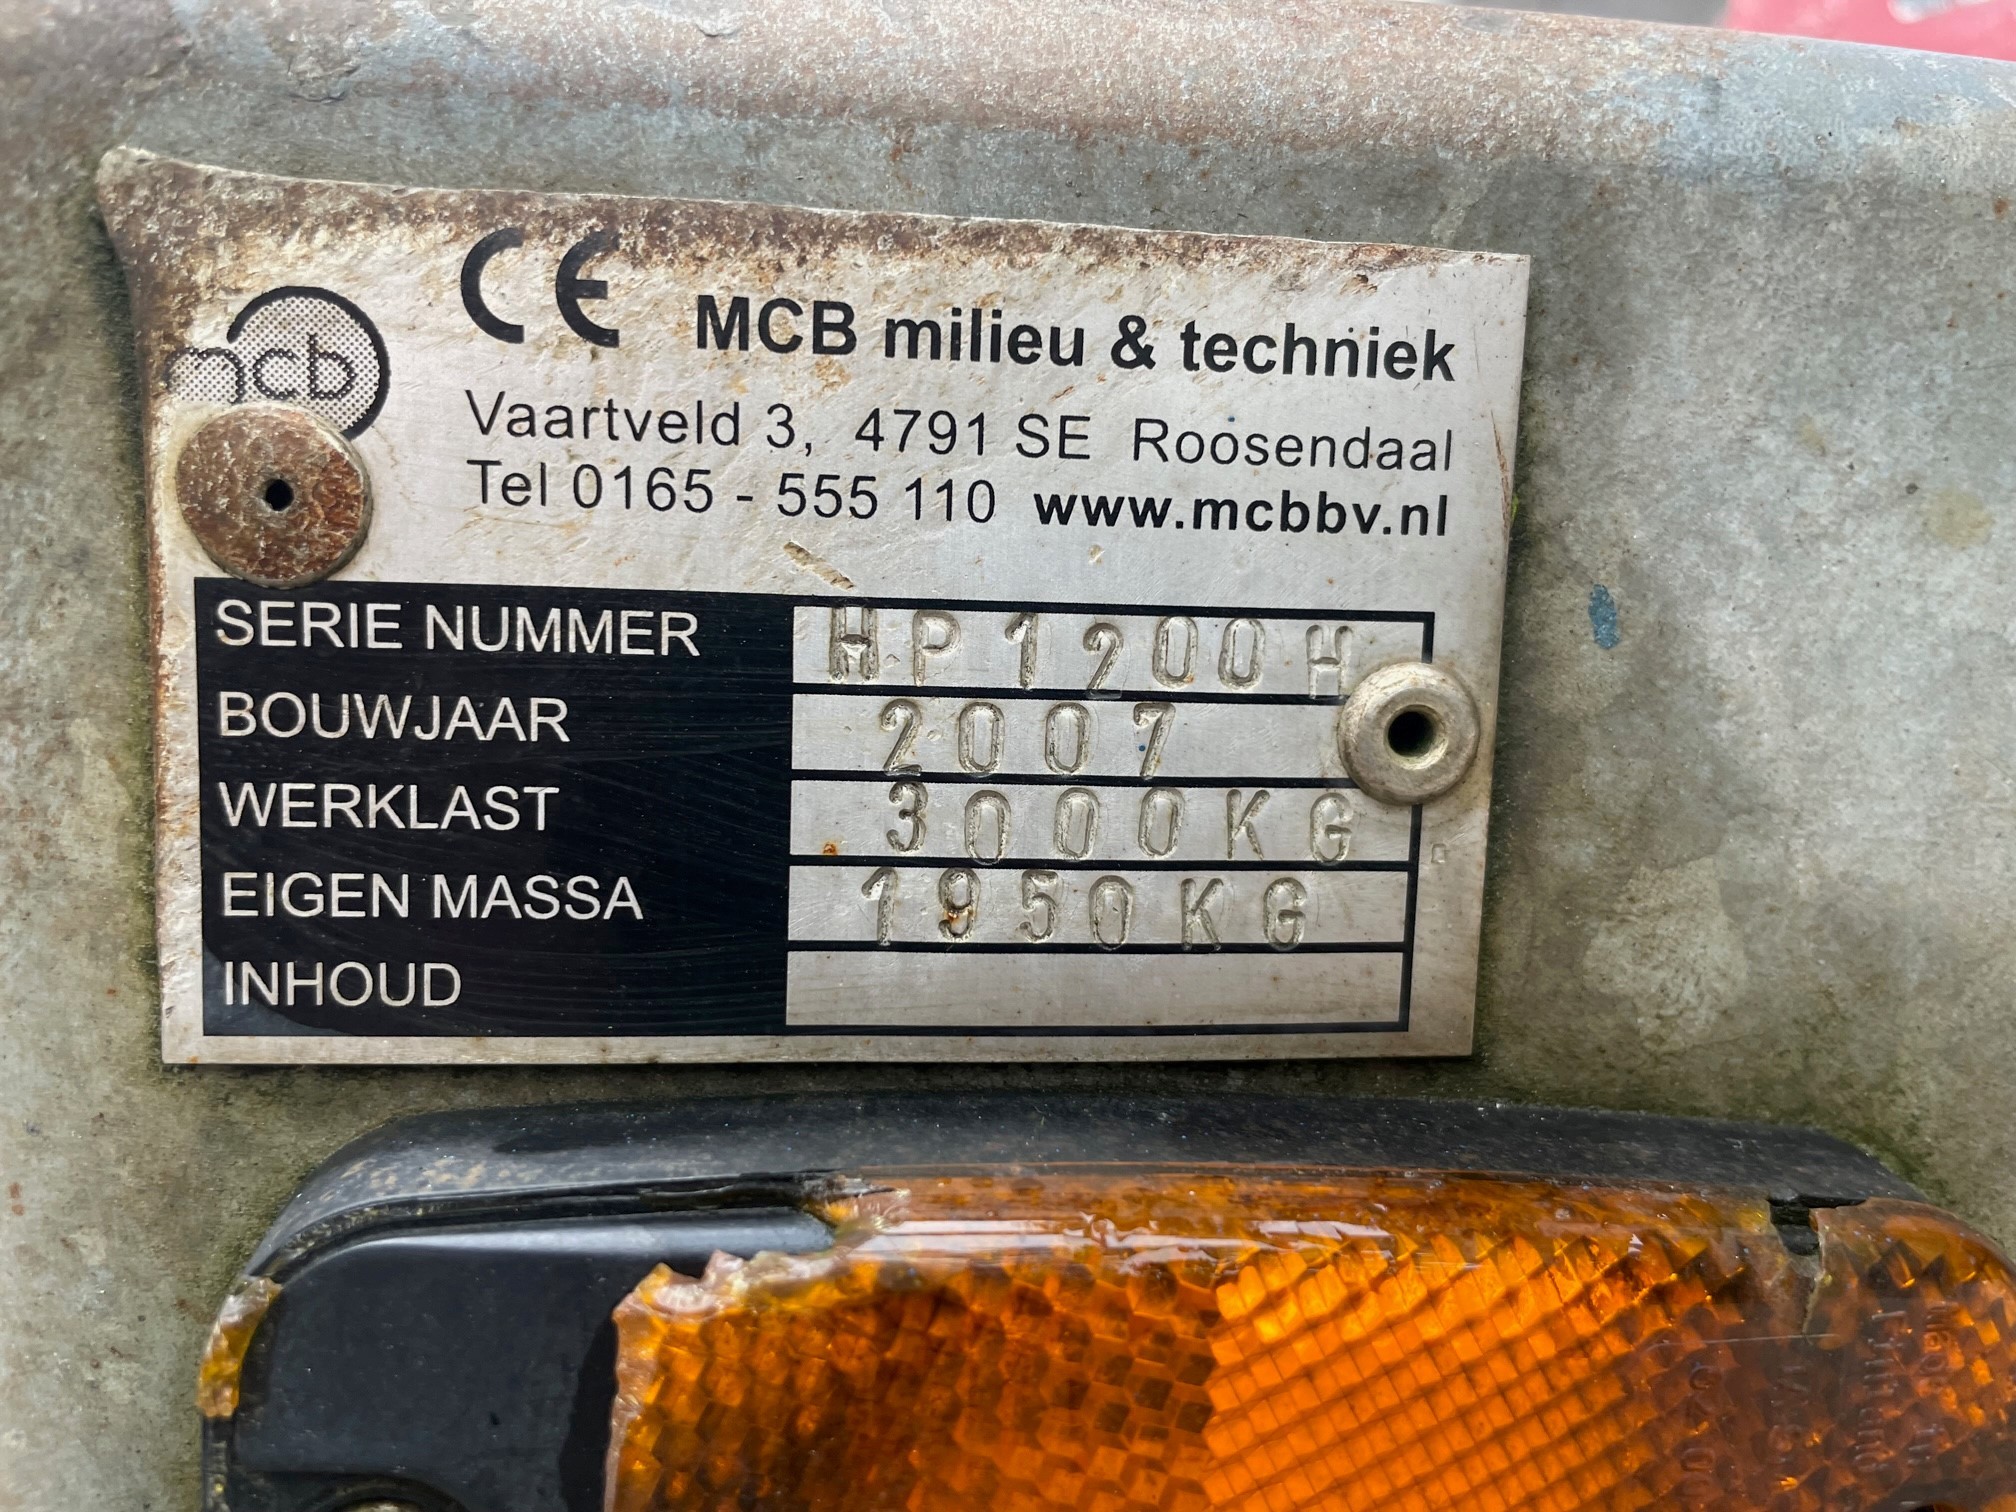 mcb
CE MCB milieu & techniek
Vaartveld 3, 4791 SE Roosendaal
Tel 0165 - 555 110 www.mcbbv.nl
SERIE NUMMER HP1200H
BOUWJAAR 2007
WERKLAST 3000KG
EIGEN MASSA 1950KG
INHOUD